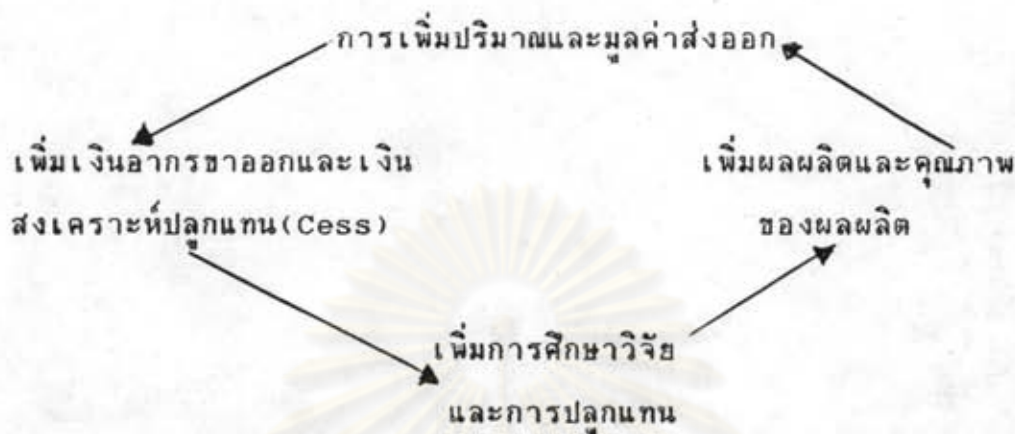 การเพิ่มปริมาณและมูลค่าส่งออก
เพิ่มเงินอากรขาออกและเงิน
ส่งเคราะห์ปลูกแทน(Cess)
เพิ่มผลผลิตและคุณภาพ
ของผลผลิต
เพิ่มการศึกษาวิจัย
และการปลูกแทน